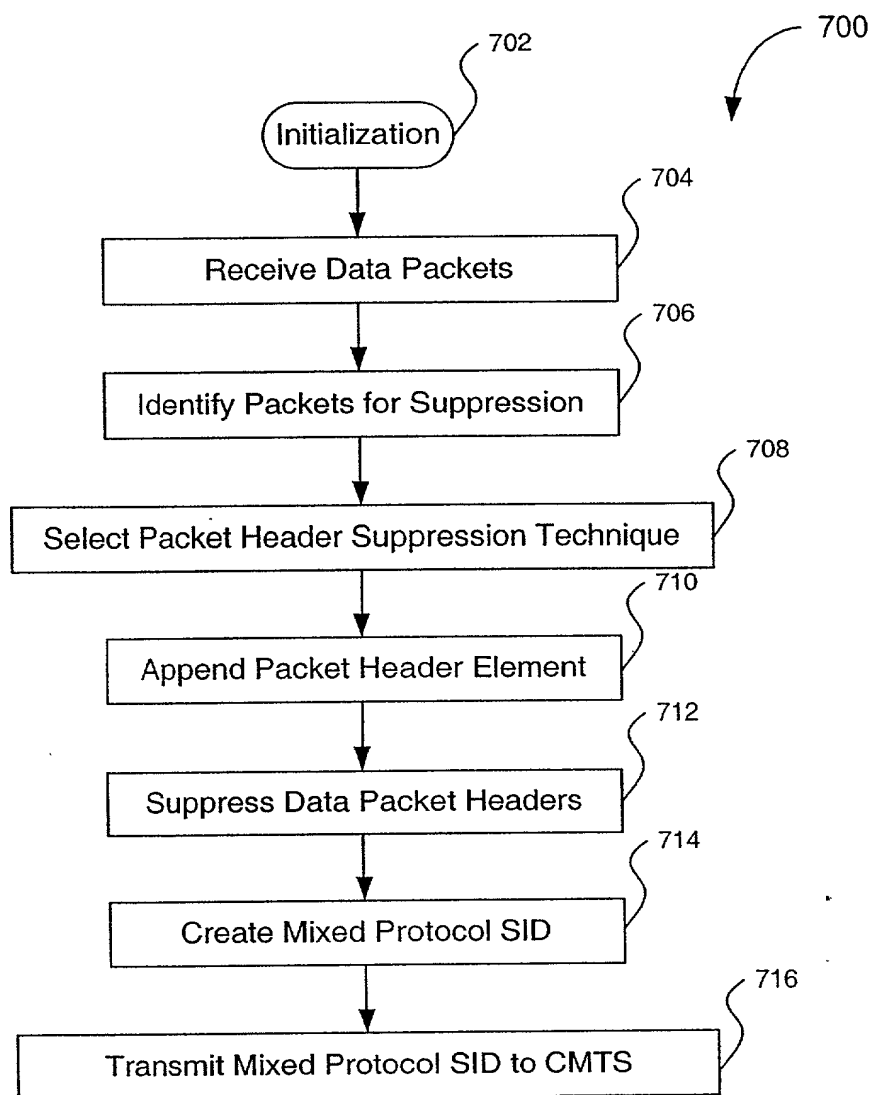 700
702
Initialization
704
Receive Data Packets
706
Identify Packets for Suppression
708
Select Packet Header Suppression Technique
710
Append Packet Header Element
712
Suppress Data Packet Headers
714
Create Mixed Protocol SID
716
Transmit Mixed Protocol SID to CMTS